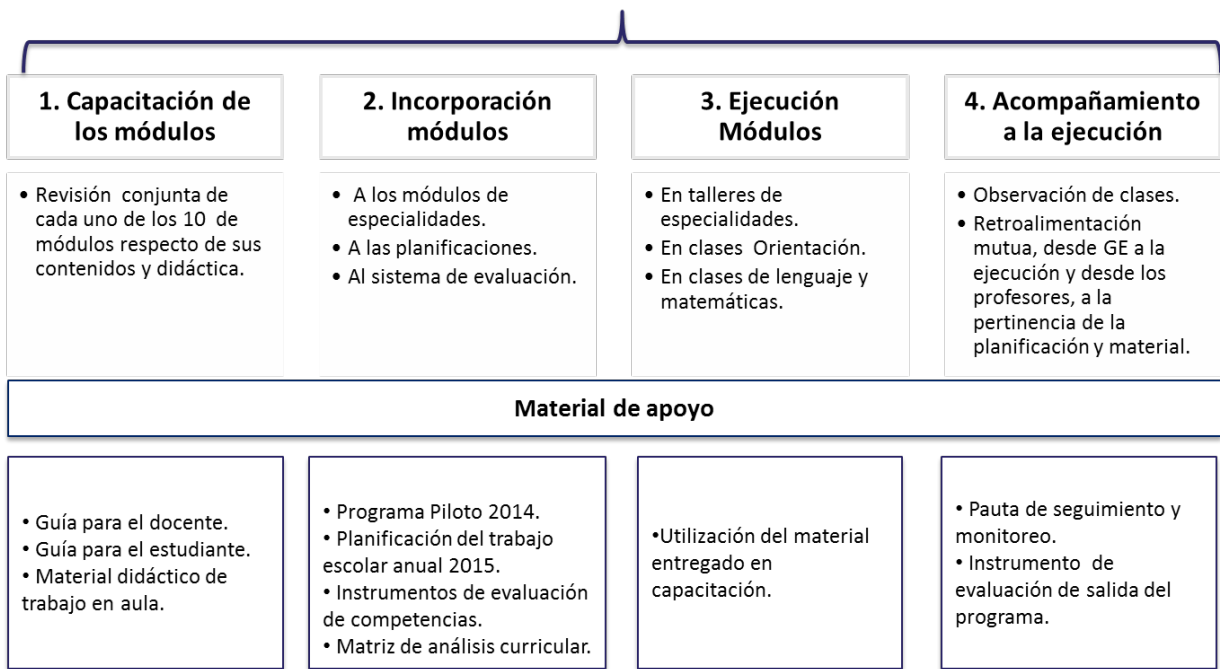 1. Capacitación de
los módulos
2. Incorporación
módulos
3. Ejecución
Módulos
4. Acompañamiento
a la ejecución
• Revisión conjunta de
cada uno de los 10 de
módulos respecto de sus
contenidos y didáctica.
• A los módulos de
especialidades.
• A las planificaciones.
• Al sistema de evaluación.
• En talleres de
especialidades.
• En clases Orientación.
• En clases de lenguaje y
matemáticas.
• Observación de clases.
• Retroalimentación
mutua, desde GE a la
ejecución y desde los
profesores, a la
pertinencia de la
planificación y material.
Material de apoyo
• Guía para el docente.
• Guía para el estudiante.
• Material didáctico de
trabajo en aula.
• Programa Piloto 2014.
• Planificación del trabajo
escolar anual 2015.
• Instrumentos de evaluación
de competencias.
• Matriz de análisis curricular.
•Utilización del material
entregado en
capacitación.
• Pauta de seguimiento y
monitoreo.
• Instrumento de
evaluación de salida del
programa.